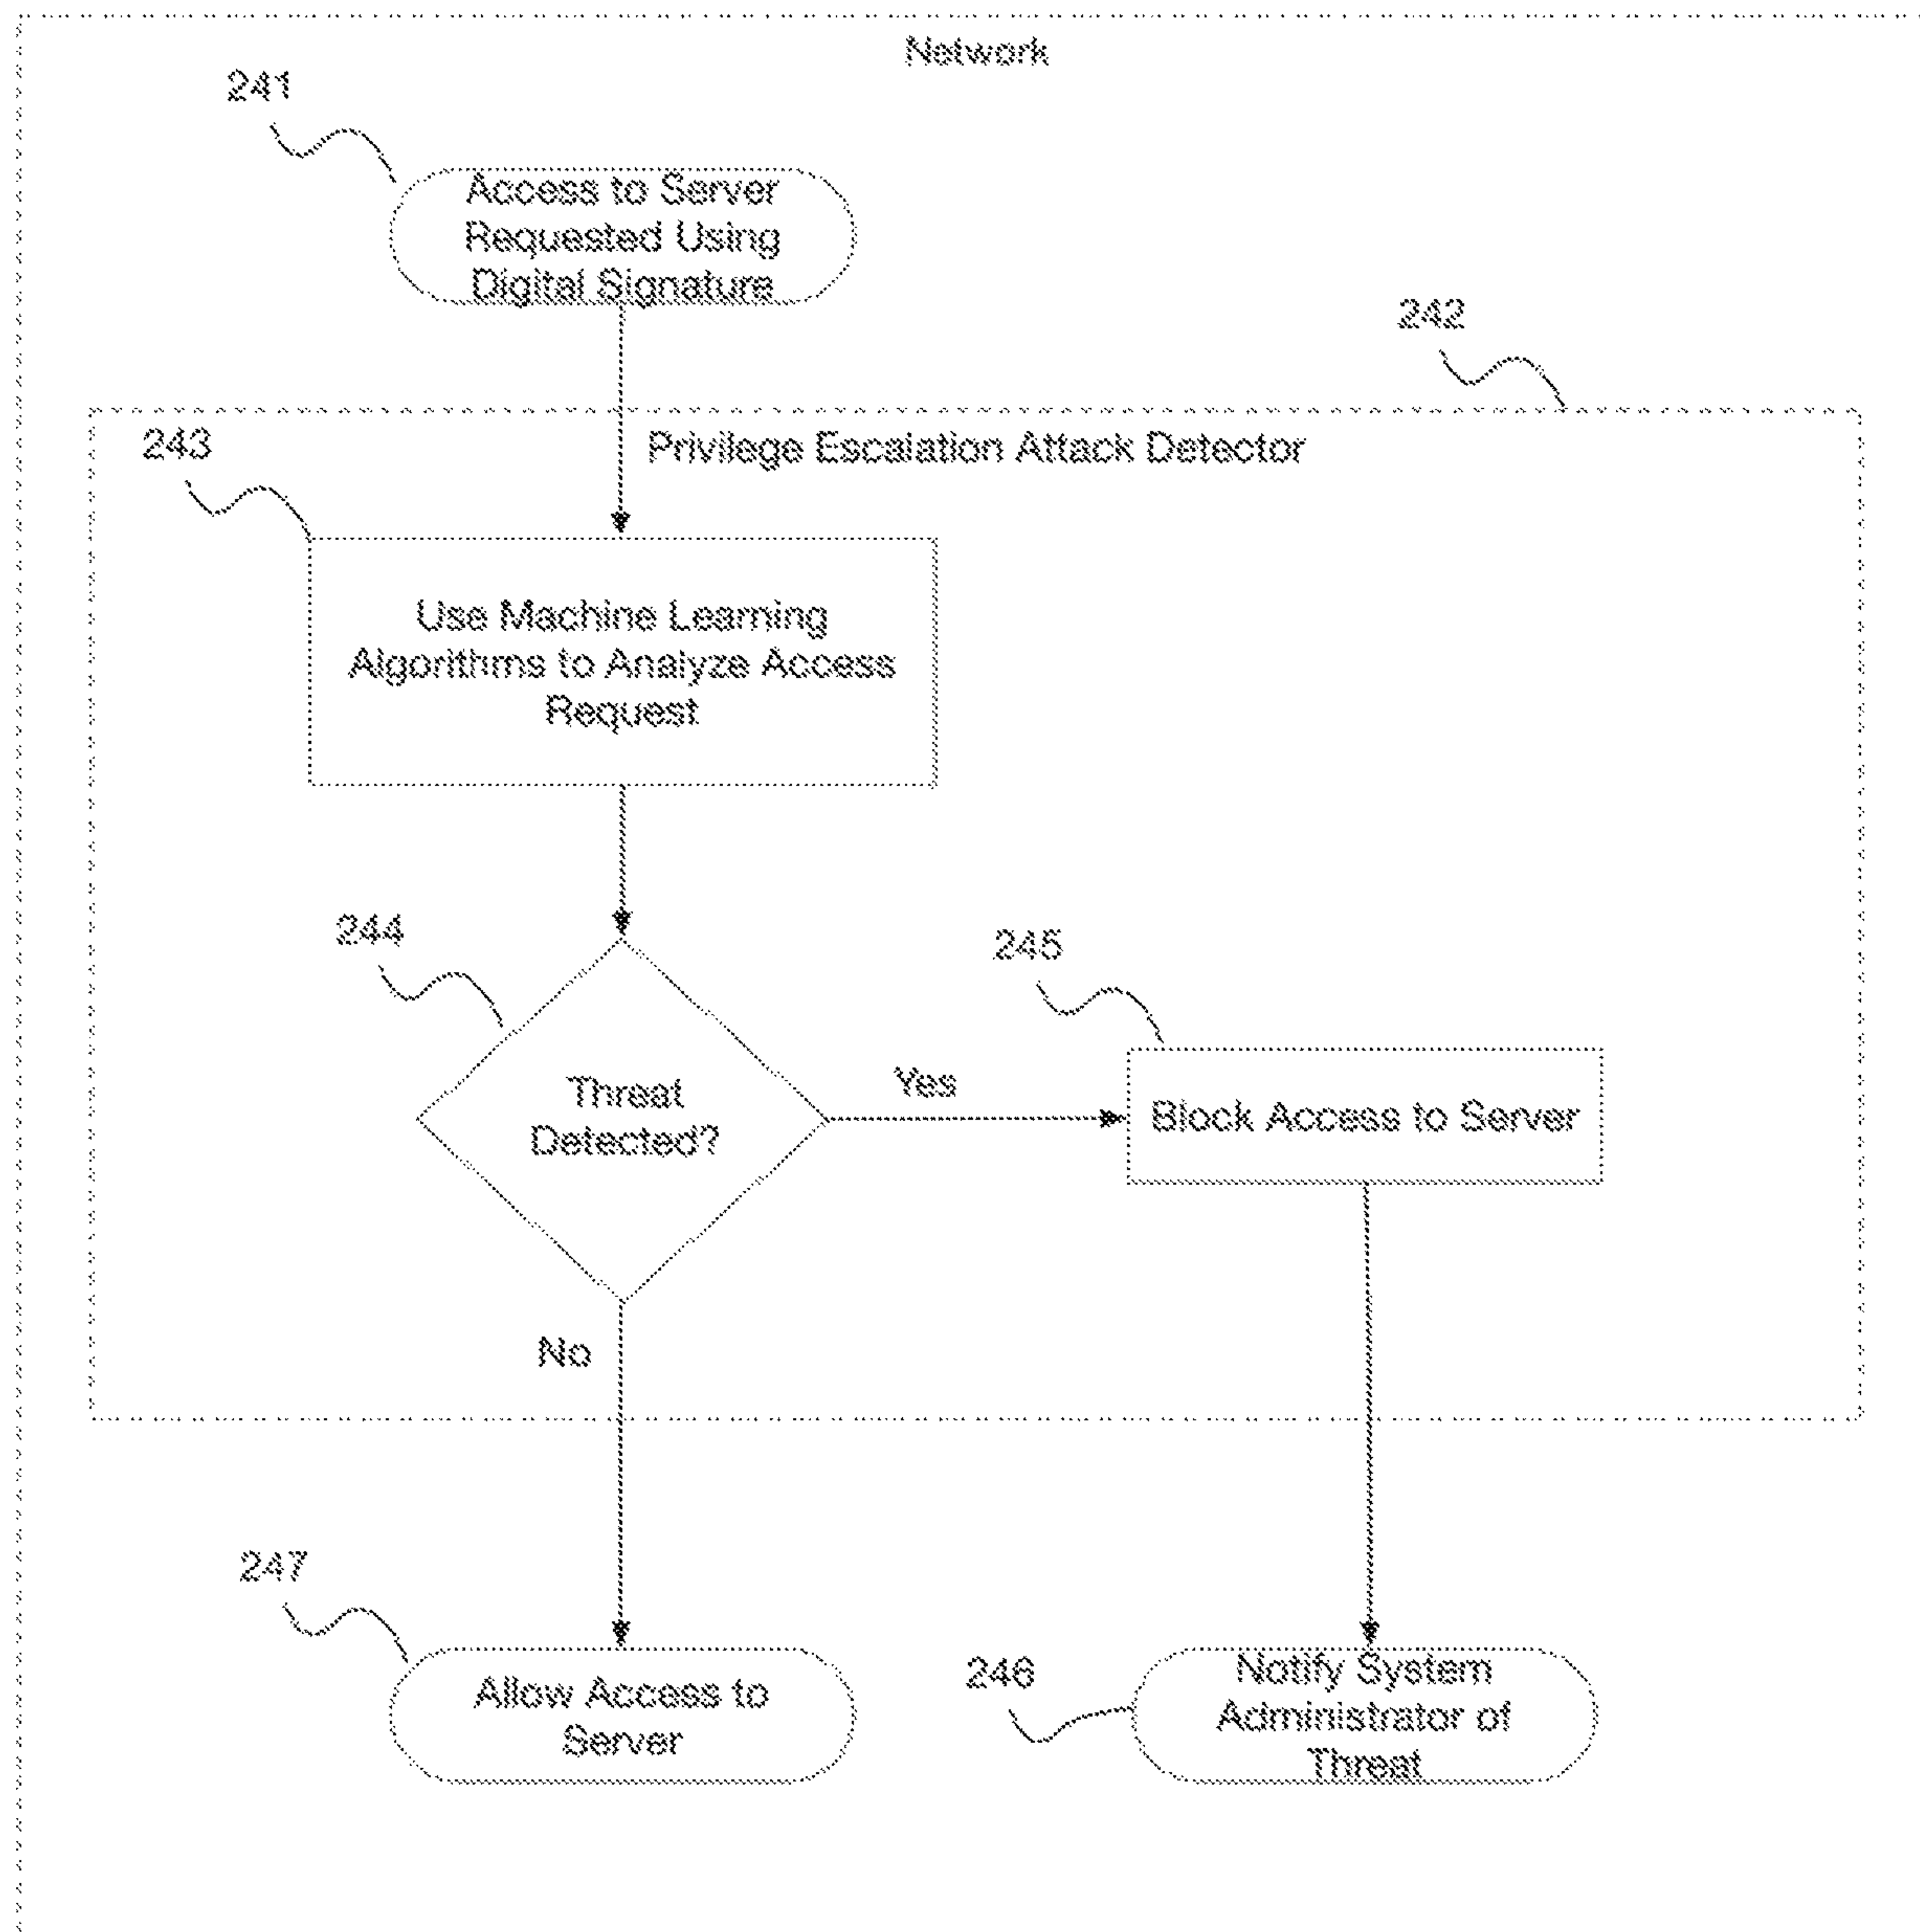 Network
241
Access to Server
Requested Using
Digital Signature
242
243
Privilege Escalation Attack Detector
Use Machine Learning
Algorithms to Analyze Access
Request
244
245
Threat
Detected?
Yes
Block Access to Server
No
247
246
Allow Access to
Server
Notify System
Administrator of
Threat